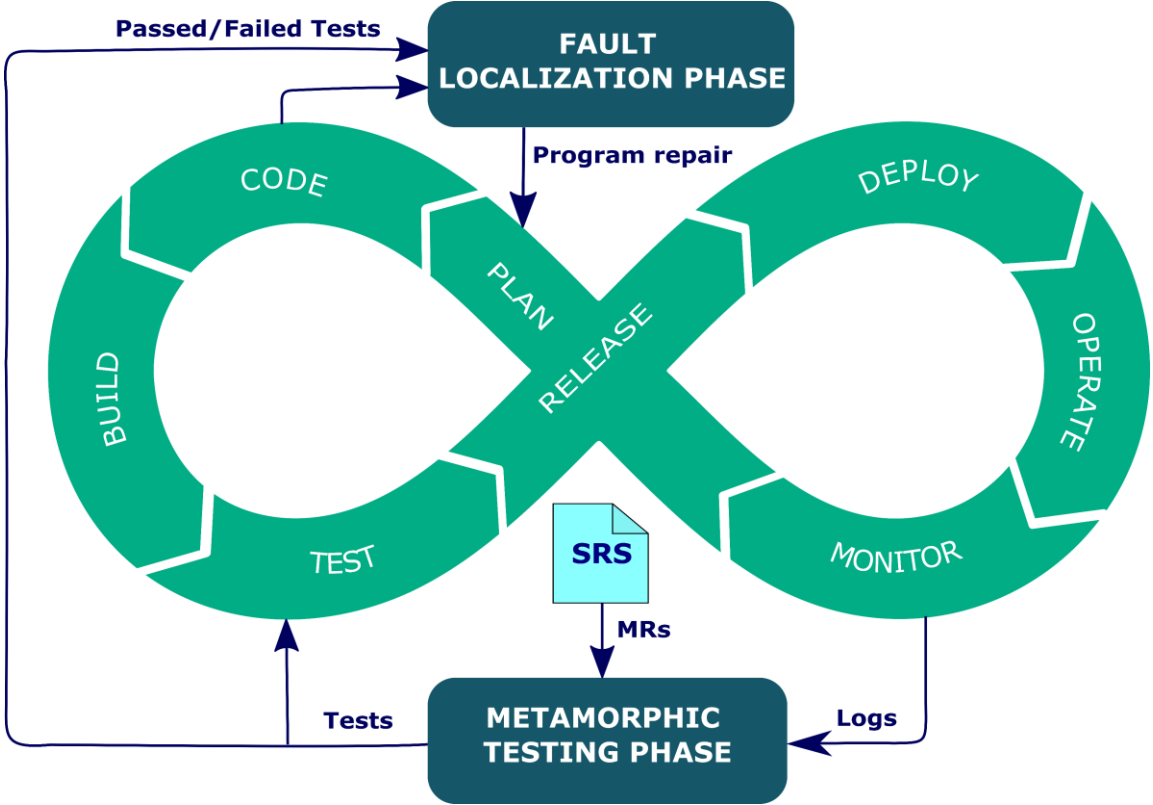 Passed/Failed Tests
FAULT
LOCALIZATION PHASE
Program repair
CODE
DEPLOY
PLAN
RELEASE
BUILD
OPERATE
TEST
MONITOR
SRS
MRs
Tests
METAMORPHIC
TESTING PHASE
Logs